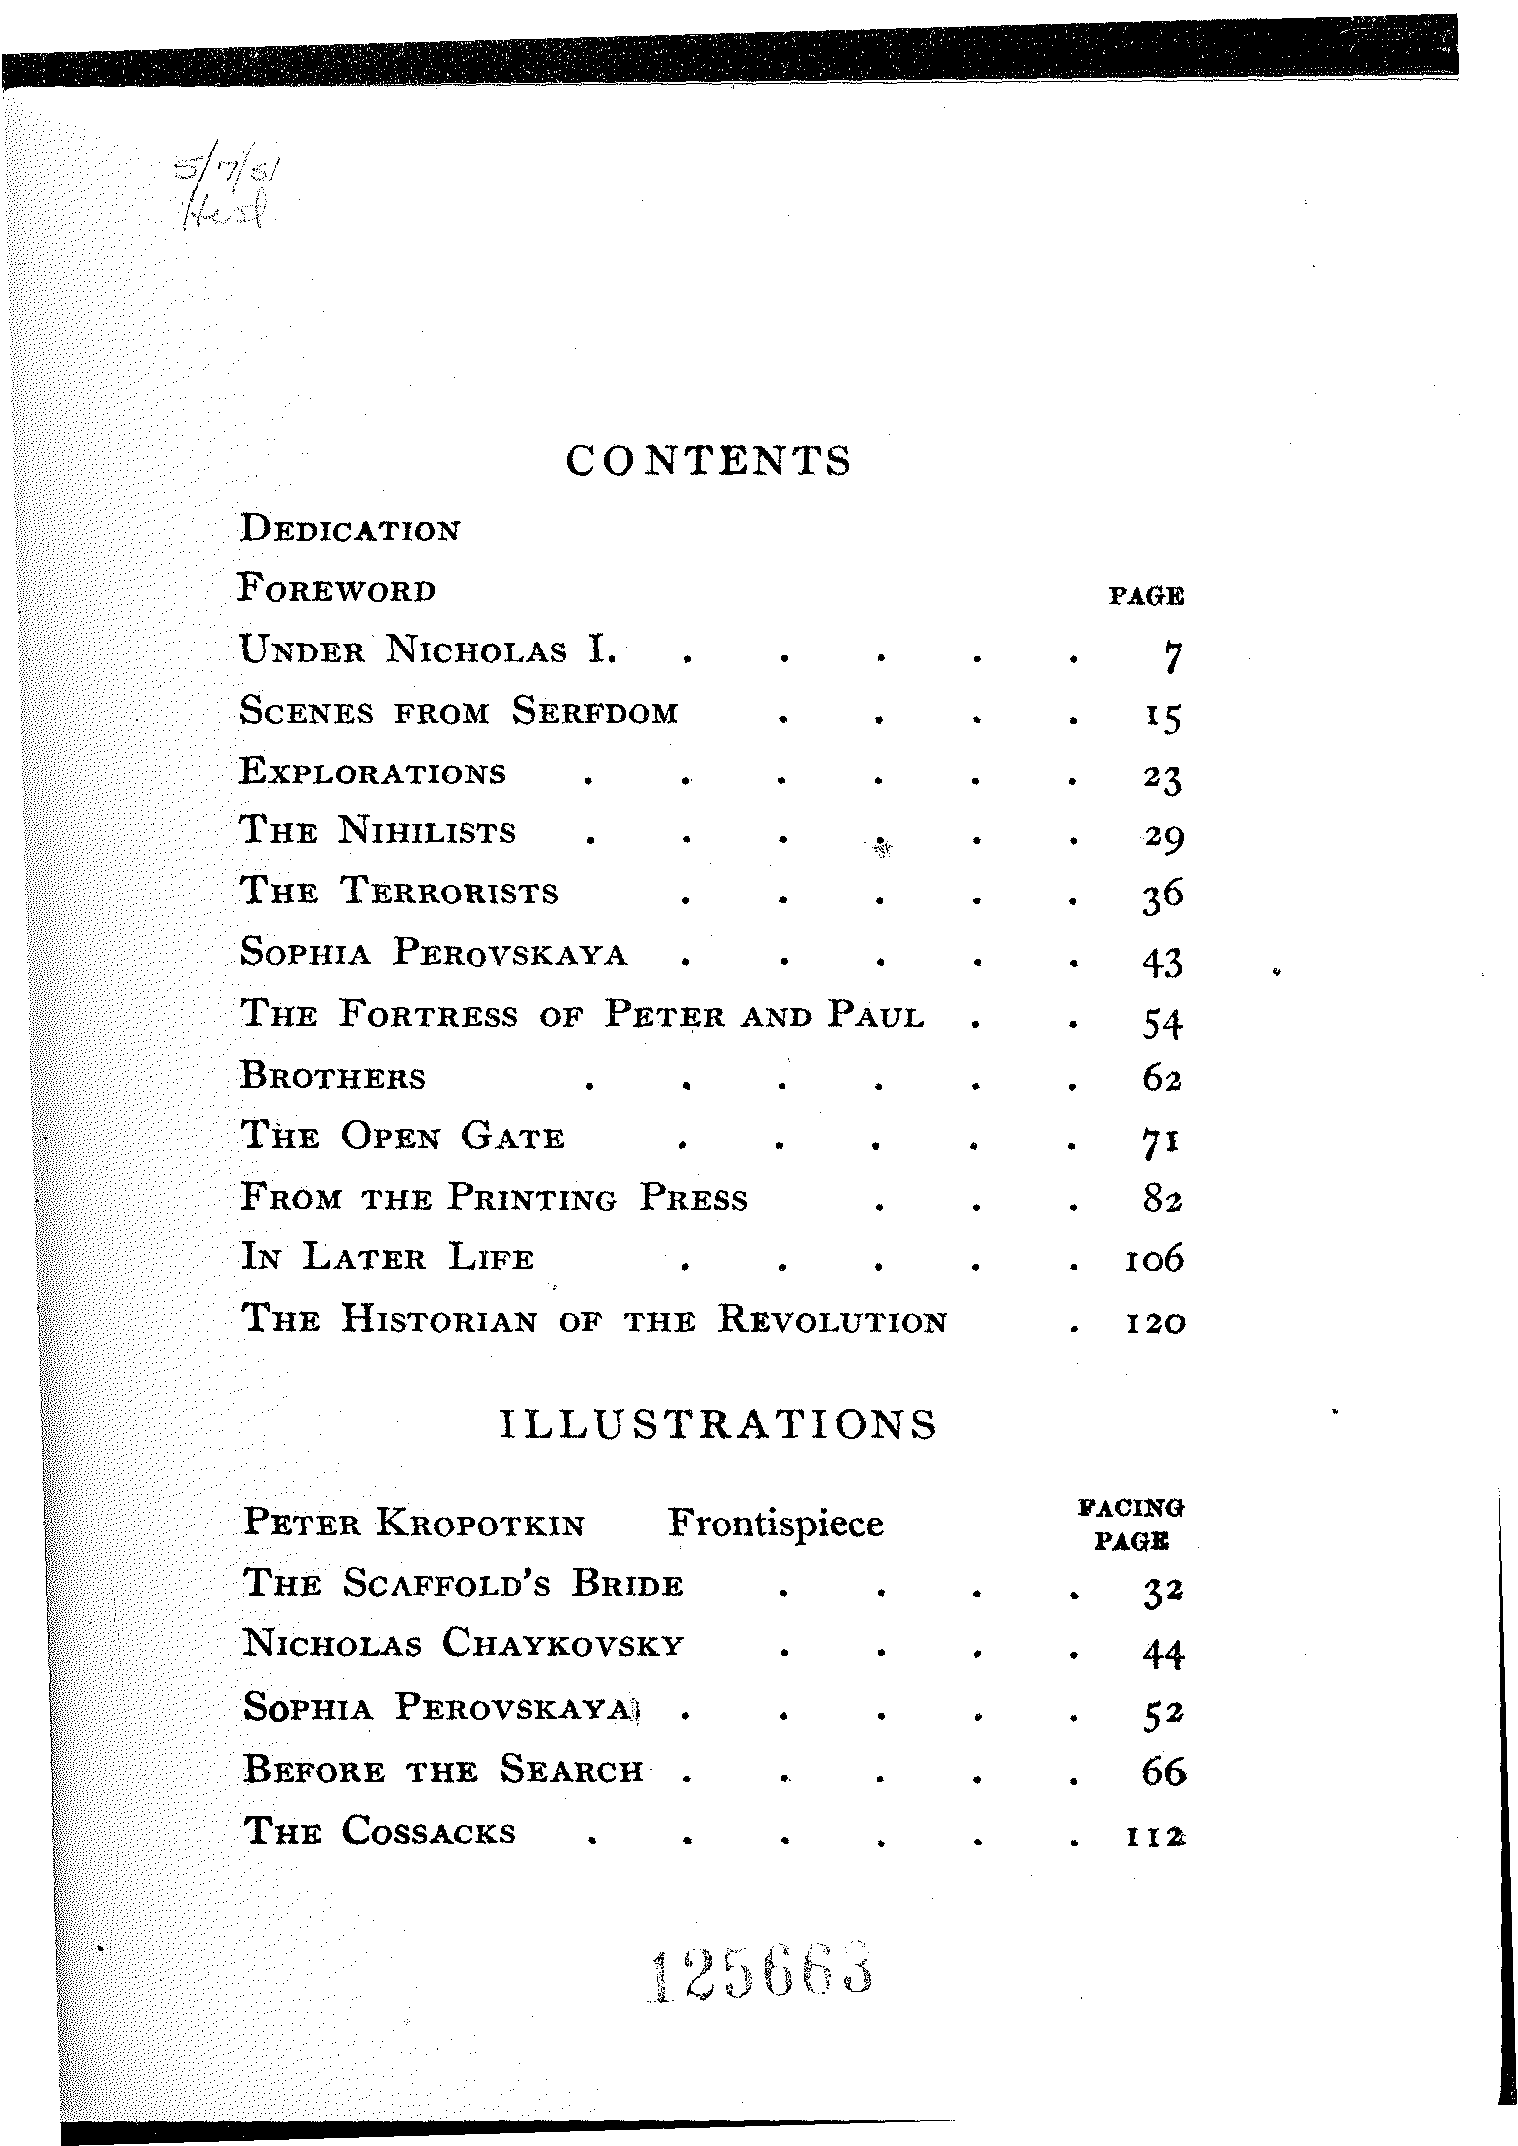 5/7/51
CONTENTS
DEDICATION
FOREWORD PAGE
UNDER NICHOLAS I. . . . . . 7
SCENES FROM SERFDOM . . . . 15
EXPLORATIONS . . . . . . 23
THE NIHILISTS . . . . . . 29
THE TERRORISTS . . . . . 36
SOPHIA PEROVSKAYA . . . . . 43
THE FORTRESS OF PETER AND PAUL . . 54
BROTHERS . . . . . . 62
THE OPEN GATE . . . . . 71
FROM THE PRINTING PRESS . . . 82
IN LATER LIFE . . . . . 106
THE HISTORIAN OF THE REVOLUTION . 120
ILLUSTRATIONS
PETER KROPOTKIN Frontispiece FACING PAGE
THE SCAFFOLD'S BRIDE . . . . 32
NICHOLAS CHAYKOVSKY . . . . 44
SOPHIA PEROVSKAYA . . . . . 52
BEFORE THE SEARCH . . . . . 66
THE COSSACKS . . . . . . 112
125663